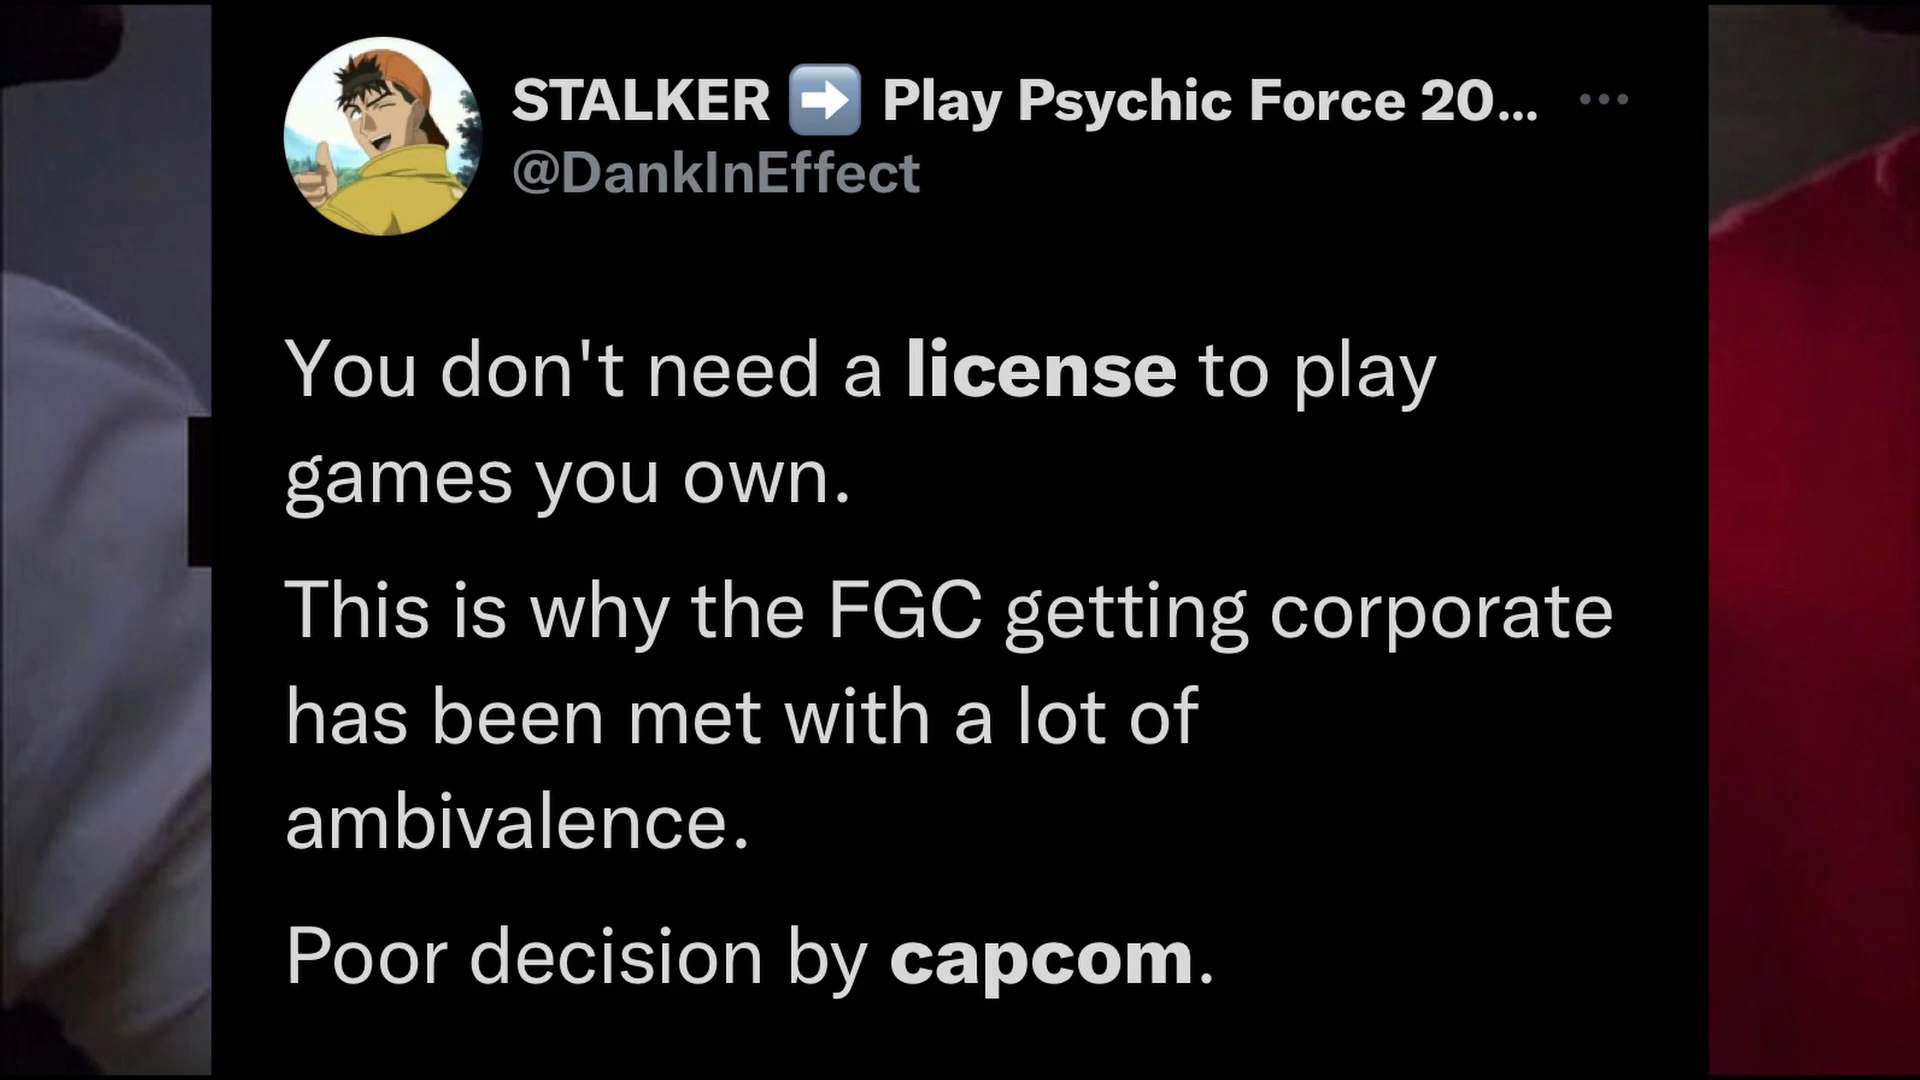 STALKER ➡️ Play Psychic Force 20...
@DankInEffect
You don't need a license to play
games you own.
This is why the FGC getting corporate
has been met with a lot of
ambivalence.
Poor decision by capcom.